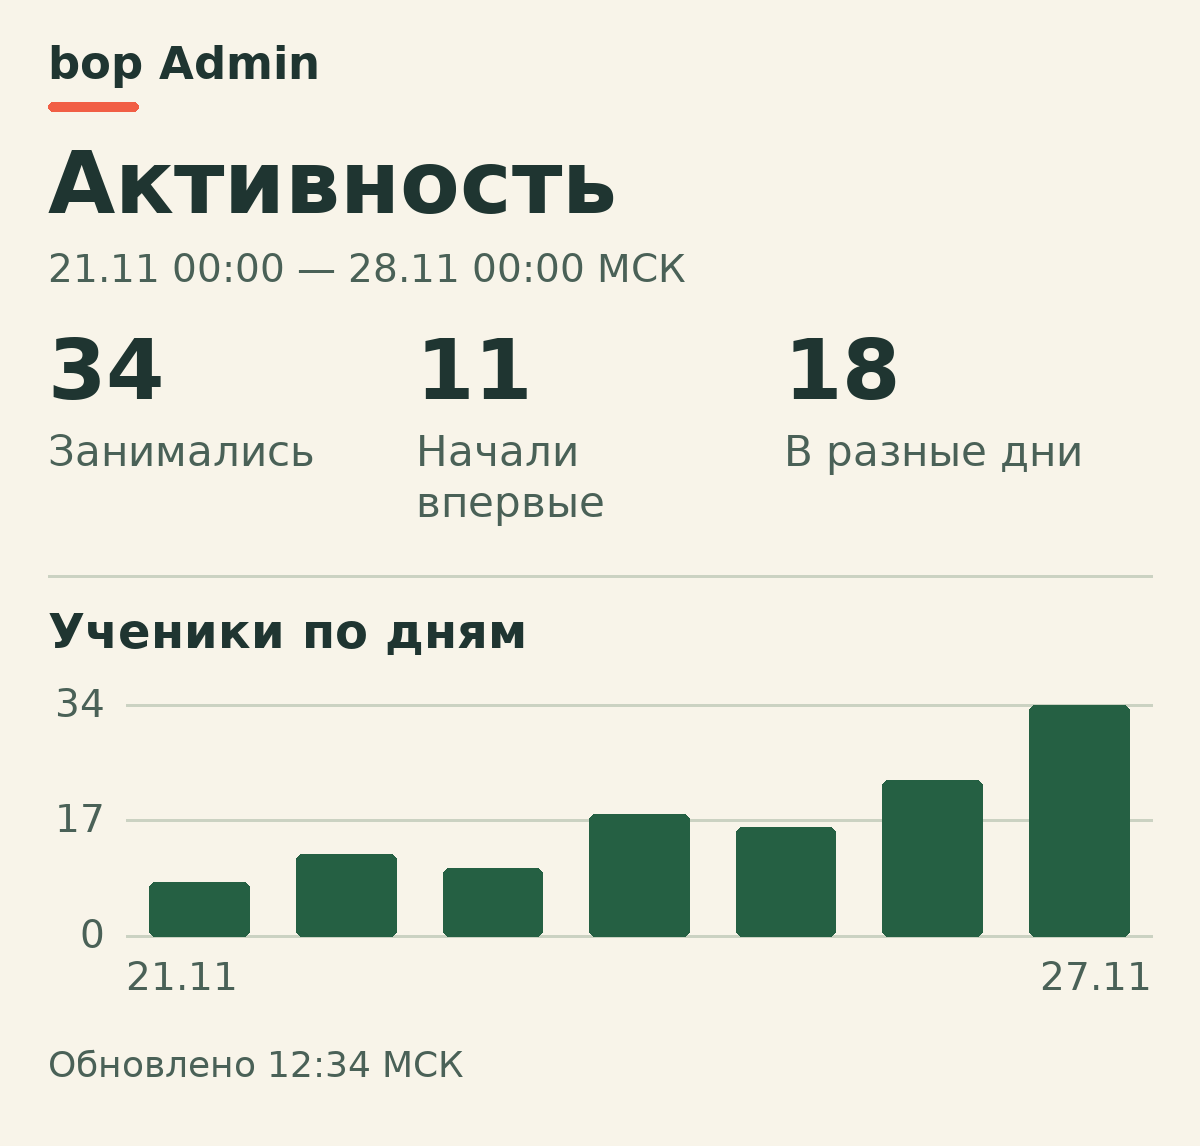 bop Admin
Активность
21.11 00:00 — 28.11 00:00 МСК
34
11
18
Занимались
Начали
впервые
В разные дни
Ученики по дням
34
17
0
21.11
27.11
Обновлено 12:34 МСК